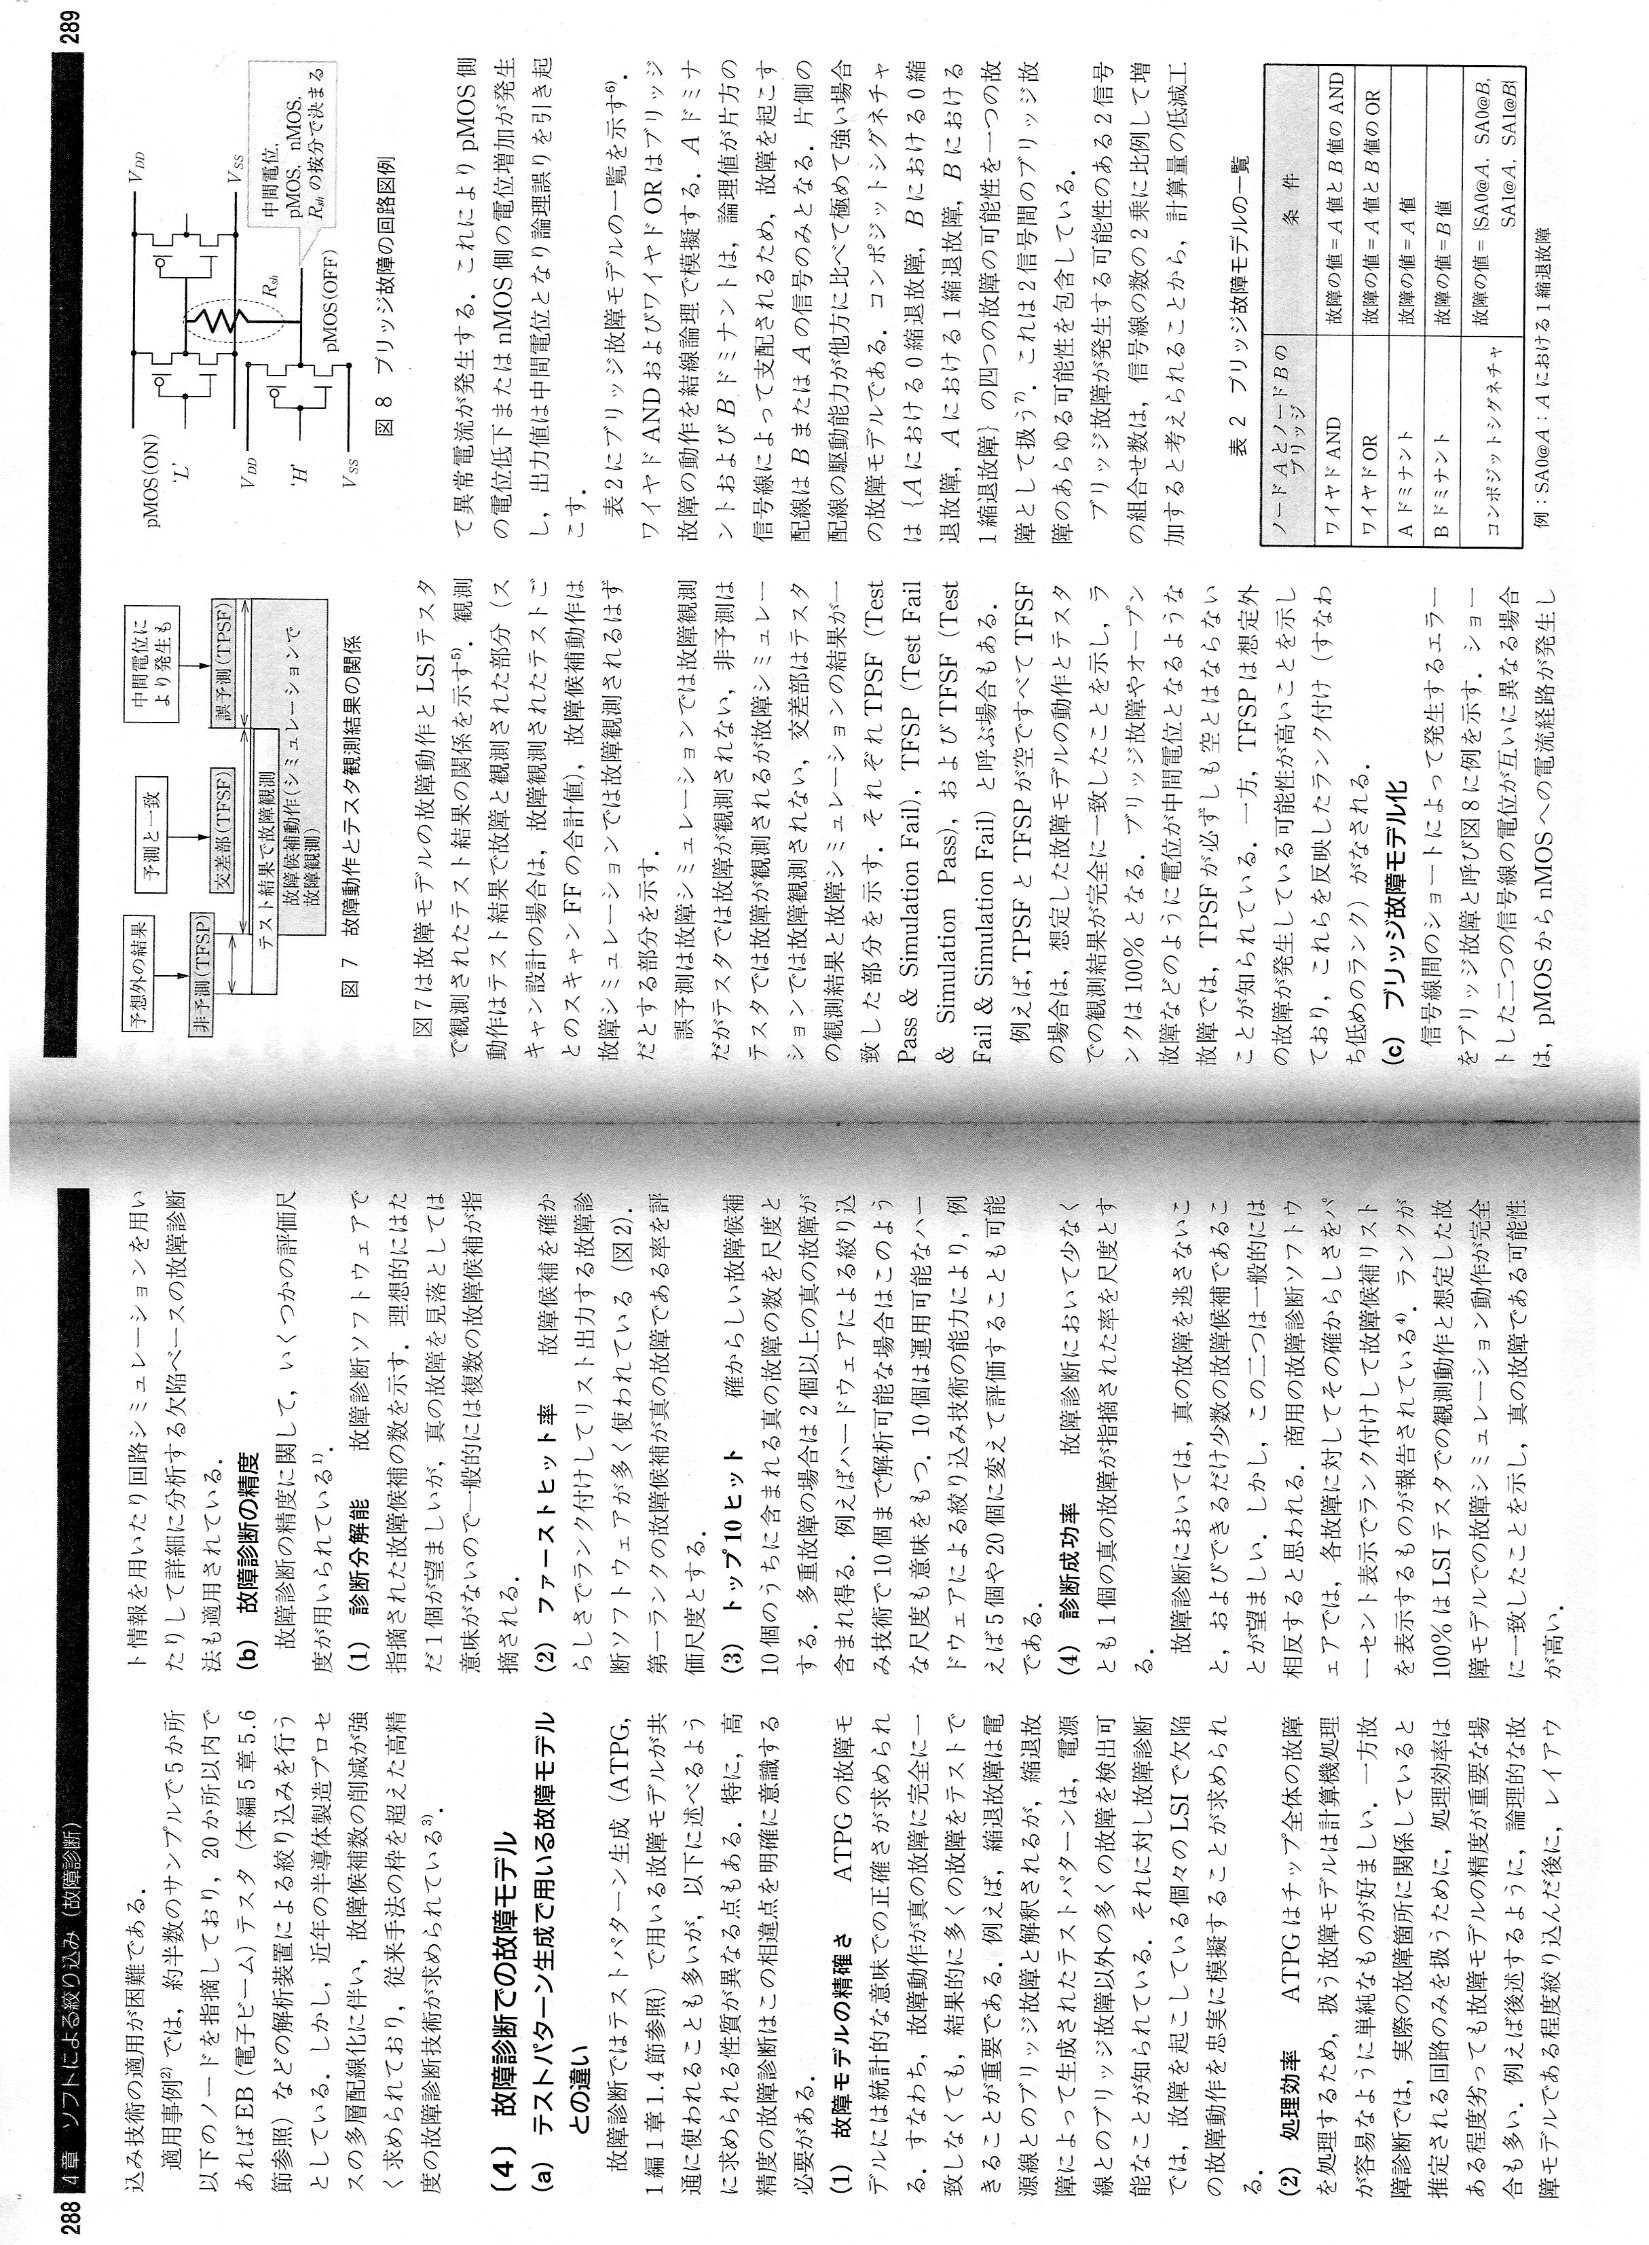 288 4章 ソフトによる絞り込み（故障診断）
込み技術の適用が困難である．
適用事例2)では，約半数のサンプルで5か所
以下のノードを指摘しており，20か所以内で
あればEB（電子ビーム）テスタ（本編5章5.6
節参照）などの解析装置による絞り込みを行う
としている．しかし，近年の半導体製造プロセ
スの多層配線化に伴い，故障候補数の削減が強
く求められており，従来手法の枠を超えた高精
度の故障診断技術が求められている3)．
(4) 故障診断での故障モデル
(a) テストパターン生成で用いる故障モデル
との違い
故障診断ではテストパターン生成（ATPG，
1編1章1.4節参照）で用いる故障モデルが共
通に使われることも多いが，以下に述べるよう
に求められる性質が異なる点もある．特に，高
精度の故障診断はこの相違点を明確に意識する
必要がある．
(1) 故障モデルの精確さ ATPGの故障モ
デルには統計的な意味での正確さが求められ
る．すなわち，故障動作が真の故障に完全に一
致しなくても，結果的に多くの故障をテストで
きることが重要である．例えば，縮退故障は電
源線とのブリッジ故障と解釈されるが，縮退故
障によって生成されたテストパターンは，電源
線とのブリッジ故障以外の多くの故障を検出可
能なことが知られている．それに対し故障診断
では，故障を起こしている個々のLSIで欠陥
の故障動作を忠実に模擬することが求められ
る．
(2) 処理効率 ATPGはチップ全体の故障
を処理するため，扱う故障モデルは計算機処理
が容易なように単純なものが好ましい．一方故
障診断では，実際の故障箇所に関係していると
推定される回路のみを扱うために，処理効率は
ある程度劣っても故障モデルの精度が重要な場
合も多い．例えば後述するように，論理的な故
障モデルである程度絞り込んだ後に，レイアウ
ト情報を用いたり回路シミュレーションを用い
たりして詳細に分析する欠陥ベースの故障診断
法も適用されている．
(b) 故障診断の精度
故障診断の精度に関して，いくつかの評価尺
度が用いられている1)．
(1) 診断分解能 故障診断ソフトウェアで
指摘された故障候補の数を示す．理想的にはた
だ1個が望ましいが，真の故障を見落としては
意味がないので一般的には複数の故障候補が指
摘される．
(2) ファーストヒット率 故障候補を確か
らしさでランク付けしてリスト出力する故障診
断ソフトウェアが多く使われている（図2）．
第一ランクの故障候補が真の故障である率を評
価尺度とする．
(3) トップ10ヒット 確からしい故障候補
10個のうちに含まれる真の故障の数を尺度と
する．多重故障の場合は2個以上の真の故障が
含まれ得る．例えばハードウェアによる絞り込
み技術で10個まで解析可能な場合はこのよう
な尺度も意味をもつ．10個は運用可能なハー
ドウェアによる絞り込み技術の能力により，例
えば5個や20個に変えて評価することも可能
である．
(4) 診断成功率 故障診断において少なく
とも1個の真の故障が指摘された率を尺度とす
る．
故障診断においては，真の故障を逃さないこ
と，およびできるだけ少数の故障候補であるこ
とが望ましい．しかし，この二つは一般的には
相反すると思われる．商用の故障診断ソフトウ
ェアでは，各故障に対してその確からしさをパ
ーセント表示でランク付けして故障候補リスト
を表示するものが報告されている4)．ランクが
100%はLSIテスタでの観測動作と想定した故
障モデルでの故障シミュレーション動作が完全
に一致したことを示し，真の故障である可能性
が高い．
289
予想外の結果
予測と一致
中間電位に
より発生も
非予測(TFSP)
交差部(TFSF)
誤予測(TPSF)
テスト結果で故障観測
故障候補動作(シミュレーションで
故障観測)
図 7 故障動作とテスタ観測結果の関係
図7は故障モデルの故障動作とLSIテスタ
で観測されたテスト結果の関係を示す5)．観測
動作はテスト結果で故障と観測された部分（ス
キャン設計の場合は，故障観測されたテストご
とのスキャンFFの合計値），故障候補動作は
故障シミュレーションでは故障観測されるはず
だとする部分を示す．
誤予測は故障シミュレーションでは故障観測
だがテスタでは故障が観測されない，非予測は
テスタでは故障が観測されるが故障シミュレー
ションでは故障観測されない，交差部はテスタ
の観測結果と故障シミュレーションの結果が一
致した部分を示す．それぞれTPSF（Test
Pass & Simulation Fail），TFSP（Test Fail
& Simulation Pass），およびTFSF（Test
Fail & Simulation Fail）と呼ぶ場合もある．
例えば，TPSFとTFSPが空ですべてTFSF
の場合は，想定した故障モデルの動作とテスタ
での観測結果が完全に一致したことを示し，ラ
ンクは100%となる．ブリッジ故障やオープン
故障などのように電位が中間電位となるような
故障では，TPSFが必ずしも空とはならない
ことが知られている．一方，TFSPは想定外
の故障が発生している可能性が高いことを示し
ており，これらを反映したランク付け（すなわ
ち低めのランク）がなされる．
(c) ブリッジ故障モデル化
信号線間のショートによって発生するエラー
をブリッジ故障と呼び図8に例を示す．ショー
トした二つの信号線の電位が互いに異なる場合
は，pMOSからnMOSへの電流経路が発生し
pMOS(ON)
'L'
VDD
'H'
VSS
VDD
VSS
Rsh
pMOS(OFF)
中間電位,
pMOS, nMOS,
Rshの按分で決まる
図 8 ブリッジ故障の回路図例
て異常電流が発生する．これによりpMOS側
の電位低下またはnMOS側の電位増加が発生
し，出力値は中間電位となり論理誤りを引き起
こす．
表2にブリッジ故障モデルの一覧を示す6)．
ワイヤドANDおよびワイヤドORはブリッジ
故障の動作を結線論理で模擬する．Aドミナ
ントおよびBドミナントは，論理値が片方の
信号線によって支配されるため，故障を起こす
配線はBまたはAの信号のみとなる．片側の
配線の駆動能力が他方に比べて極めて強い場合
の故障モデルである．コンポジットシグネチャ
は｛Aにおける0縮退故障，Bにおける0縮
退故障，Aにおける1縮退故障，Bにおける
1縮退故障｝の四つの故障の可能性を一つの故
障として扱う7)．これは2信号間のブリッジ故
障のあらゆる可能性を包含している．
ブリッジ故障が発生する可能性のある2信号
の組合せ数は，信号線の数の2乗に比例して増
加すると考えられることから，計算量の低減工
表 2 ブリッジ故障モデルの一覧
ノードAとノードBの
ブリッジ
条 件
ワイヤドAND 故障の値=A値とB値のAND
ワイヤドOR 故障の値=A値とB値のOR
Aドミナント 故障の値=A値
Bドミナント 故障の値=B値
コンポジットシグネチャ 故障の値={SA0@A, SA0@B,
SA1@A, SA1@B}
例：SA0@A：Aにおける1縮退故障